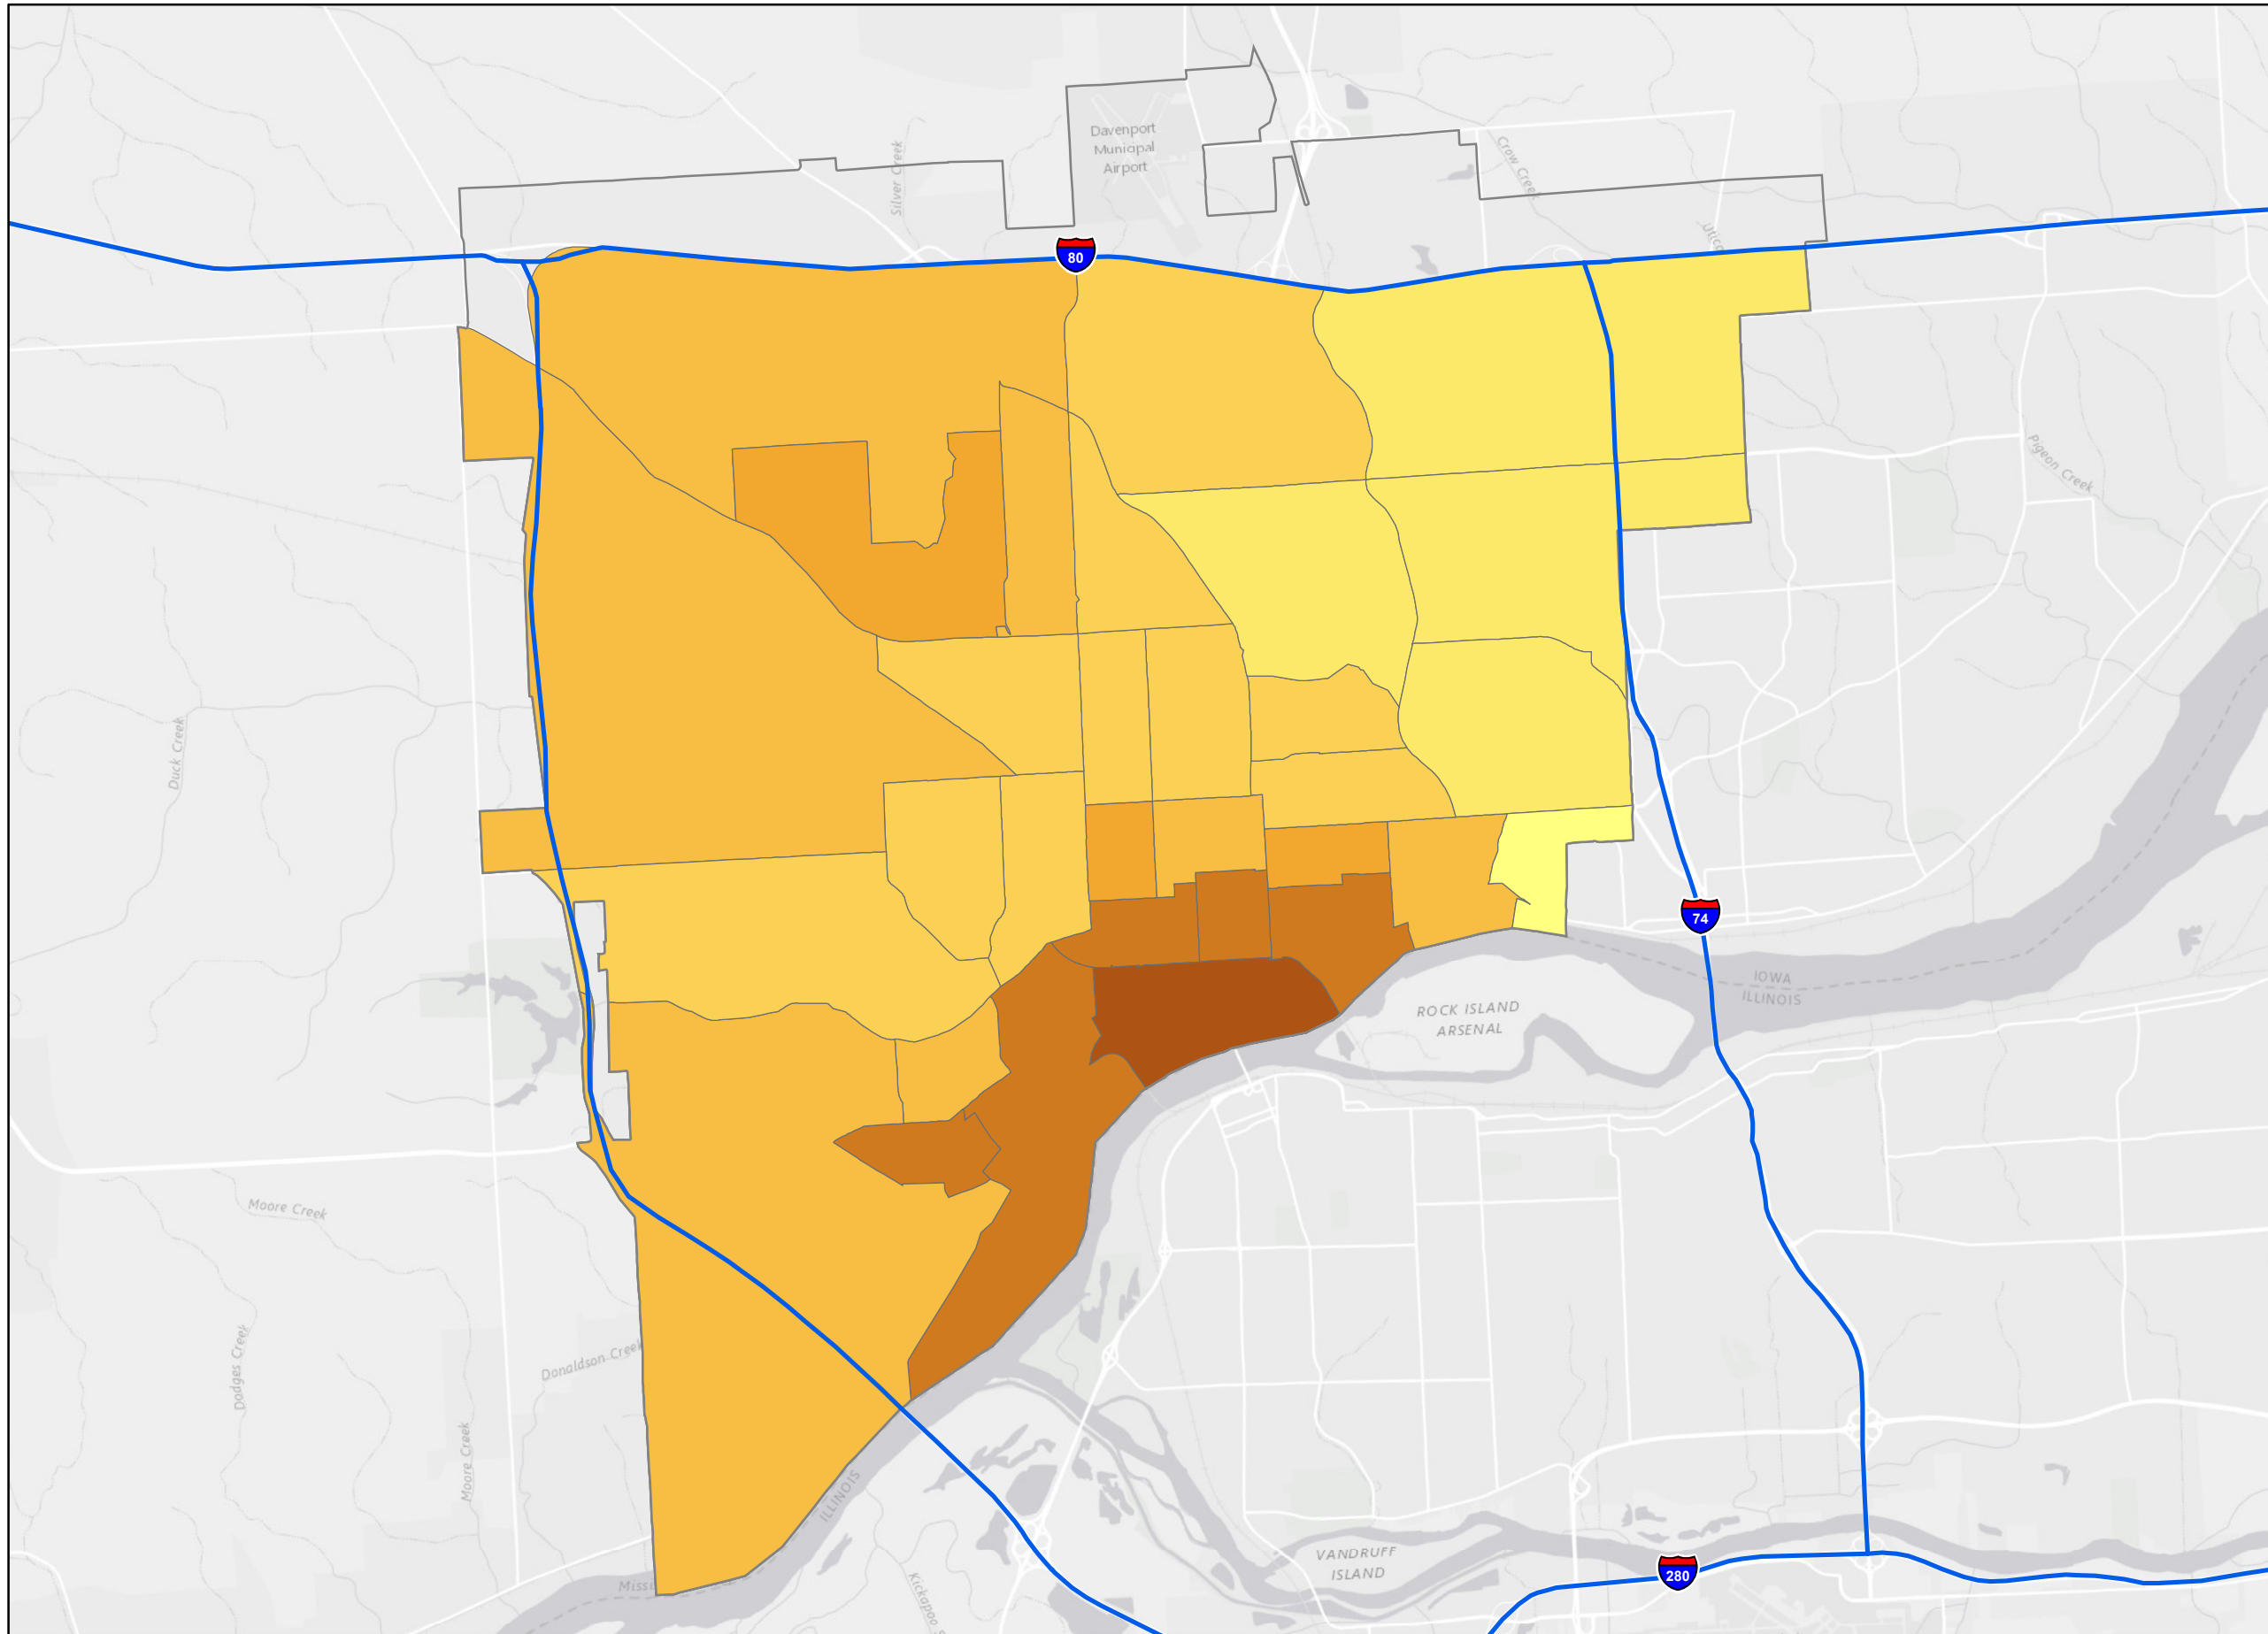 Davenport
Municipal
Airport
Silver Creek
Crow Creek
80
Pigeon Creek
Duck Creek
74
IOWA
ILLINOIS
ROCK ISLAND
ARSENAL
Moore Creek
Dodges Creek
Donaldson Creek
Moore Creek
ILLINOIS
VANDRUFF
ISLAND
280
Kickapoo